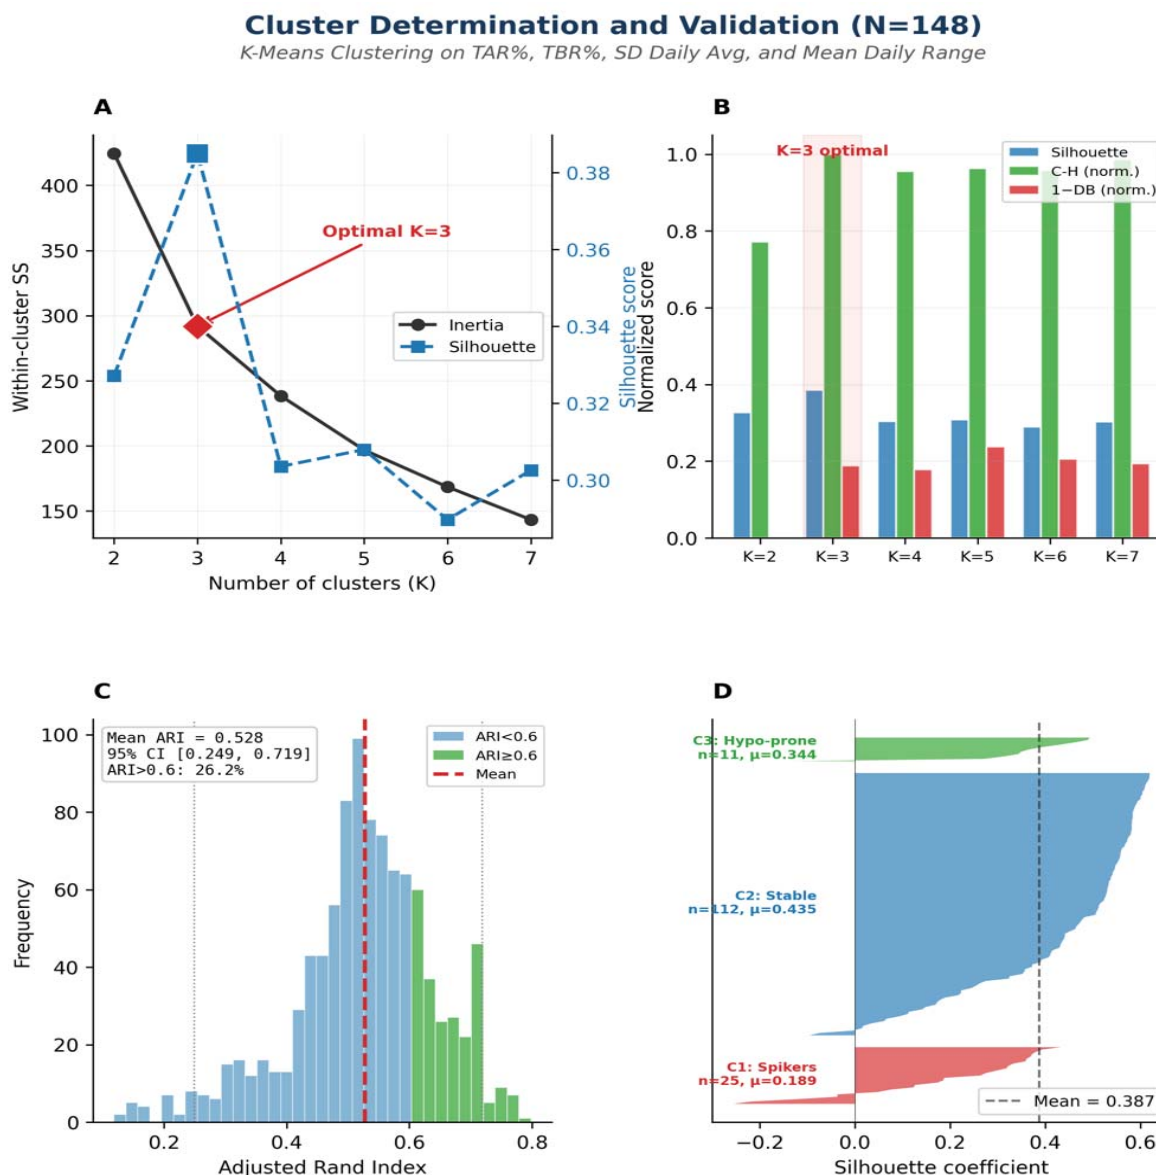 Cluster Determination and Validation (N=148)
K-Means Clustering on TAR%, TBR%, SD Daily Avg, and Mean Daily Range
A
Within-cluster SS
400
350
300
250
200
150
Optimal K=3
Inertia
Silhouette
0.38
0.36
0.34
0.32
0.30
Silhouette score
2 3 4 5 6 7
Number of clusters (K)
B
Normalized score
1.0
0.8
0.6
0.4
0.2
0.0
K=3 optimal
Silhouette
C-H (norm.)
1−DB (norm.)
K=2 K=3 K=4 K=5 K=6 K=7
C
Frequency
100
80
60
40
20
0
Mean ARI = 0.528
95% CI [0.249, 0.719]
ARI>0.6: 26.2%
ARI<0.6
ARI≥0.6
Mean
0.2 0.4 0.6 0.8
Adjusted Rand Index
D
C3: Hypo-prone
n=11, μ=0.344
C2: Stable
n=112, μ=0.435
C1: Spikers
n=25, μ=0.189
Mean = 0.387
−0.2 0.0 0.2 0.4 0.6
Silhouette coefficient